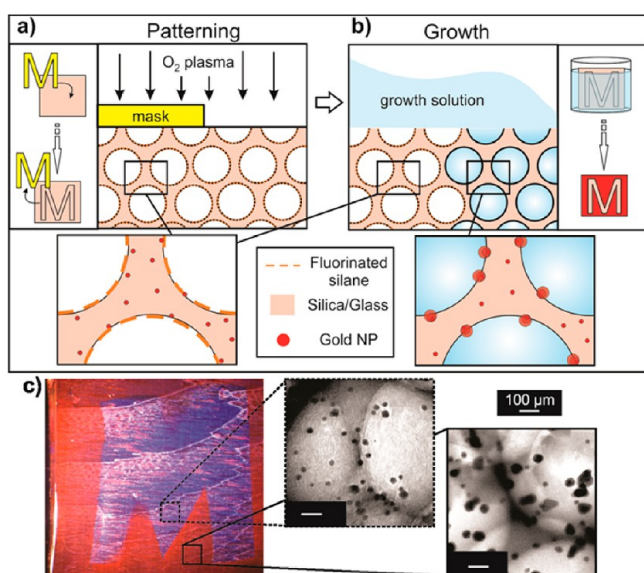 a)
Patterning
b)
Growth
M
O₂ plasma
mask
growth solution
M
M
M
M
M
Fluorinated
silane
Silica/Glass
Gold NP
c)
100 μm